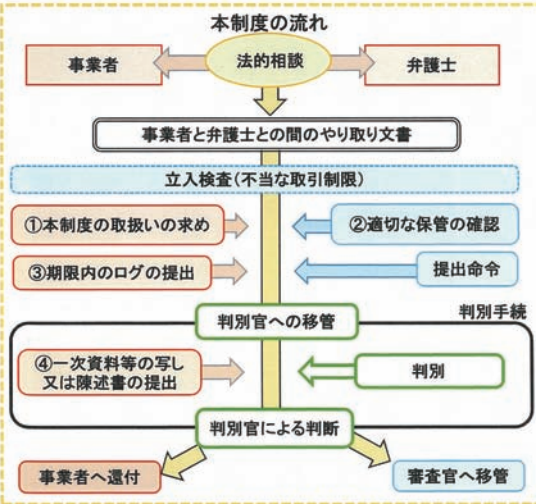 本制度の流れ
事業者
法的相談
弁護士
事業者と弁護士との間のやり取り文書
立入検査(不当な取引制限)
①本制度の取扱いの求め
②適切な保管の確認
③期限内のログの提出
提出命令
判別官への移管
判別手続
④一次資料等の写し
又は陳述書の提出
判別
判別官による判断
事業者へ還付
審査官へ移管